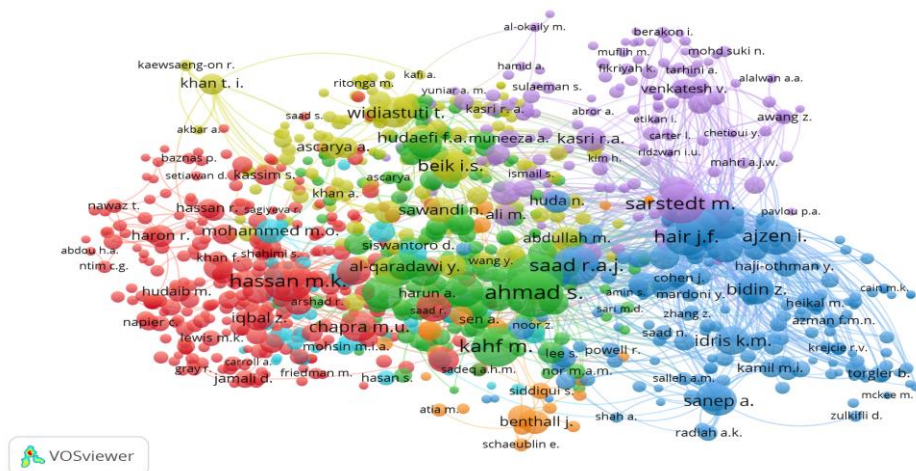 al-okaily m.
berakon i.
muflih m.
mohd suki n.
kaewsaeng-on r.
khan t. i.
kafi a.
hamid a.
fikriyah k.
tarhini a.
alalwan a.a.
ritonga m.
yuniar a. m.
sulaeman s.
venkatesh v.
widiastuti t.
kasri r.a.
abror a.
etikan i.
awang z.
akbar a.
saad s.
hudaefi f.a.
muneeza a.
kasri r.a.
carter l.
chetioui y.
ascarya a.
kim h.
ridzwan i.u.
baznas p.
setiawan d.
kassim s.
ascarya
beik i.s.
ismail s.
mahri a.j.w.
nawaz t.
hassan r.
sagiyeva r.
khan a.
sawandi n.
ali m.
huda n.
sarstedt m.
pavlou p.a.
haron r.
mohammed m.o.
siswantoro d.
abdullah m.
hair j.f.
ajzen i.
abdou h.a.
ntim c.g.
khan f.
shahimi s.
al-qaradawi y.
wang y.
saad r.a.j.
cohen j.
haji-othman y.
hudaib m.
hassan m.k.
arshad r.
harun a.
ahmad s.
amin s.
mardoni y.
bidin z.
cain m.k.
zhang z.
heikal m.
napier c.
iqbal z.
chapra m.u.
saad r.
sen a.
noor z.
sari m.d.
saad n.
azman f.m.n.
lewis m.k.
mohsin m.i.a.
kahf m.
lee s.
powell r.
idris k.m.
krejcie r.v.
gray r.
carroll a.
jamali d.
friedman m.
hasan s.
sadeq a.h.m.
nor m.a.m.
salleh a.m.
kamil m.i.
torgler b.
siddiqui s.
mckee m.
atia m.
benthall j.
shah a.
sanep a.
zulkifli d.
schaeublin e.
radiah a.k.
VOSviewer